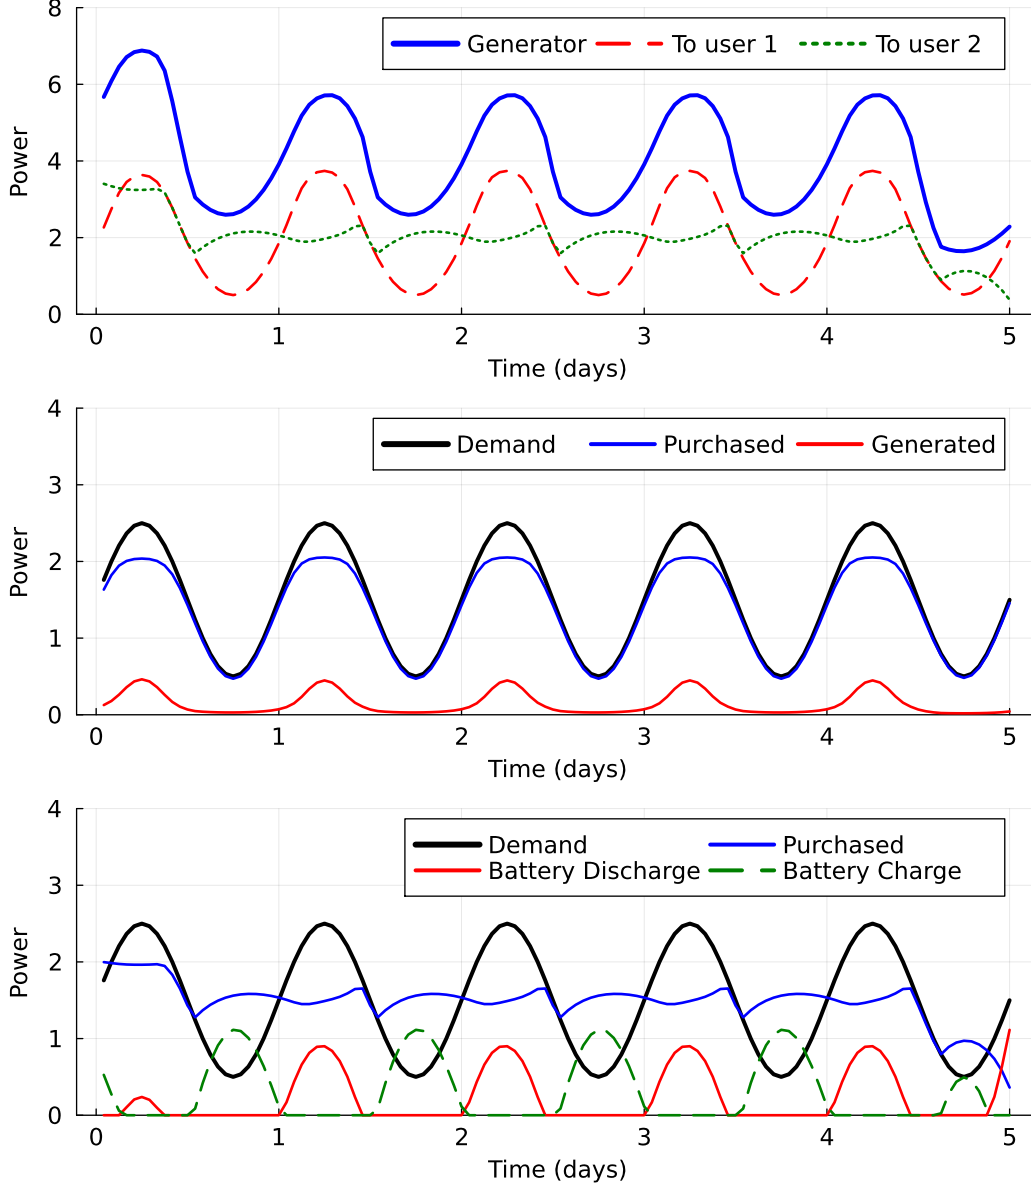 8
Generator To user 1 To user 2
6
4
2
0
Power
0 1 2 3 4 5
Time (days)
4
Demand Purchased Generated
3
2
1
0
Power
0 1 2 3 4 5
Time (days)
4
Demand Purchased
Battery Discharge Battery Charge
3
2
1
0
Power
0 1 2 3 4 5
Time (days)